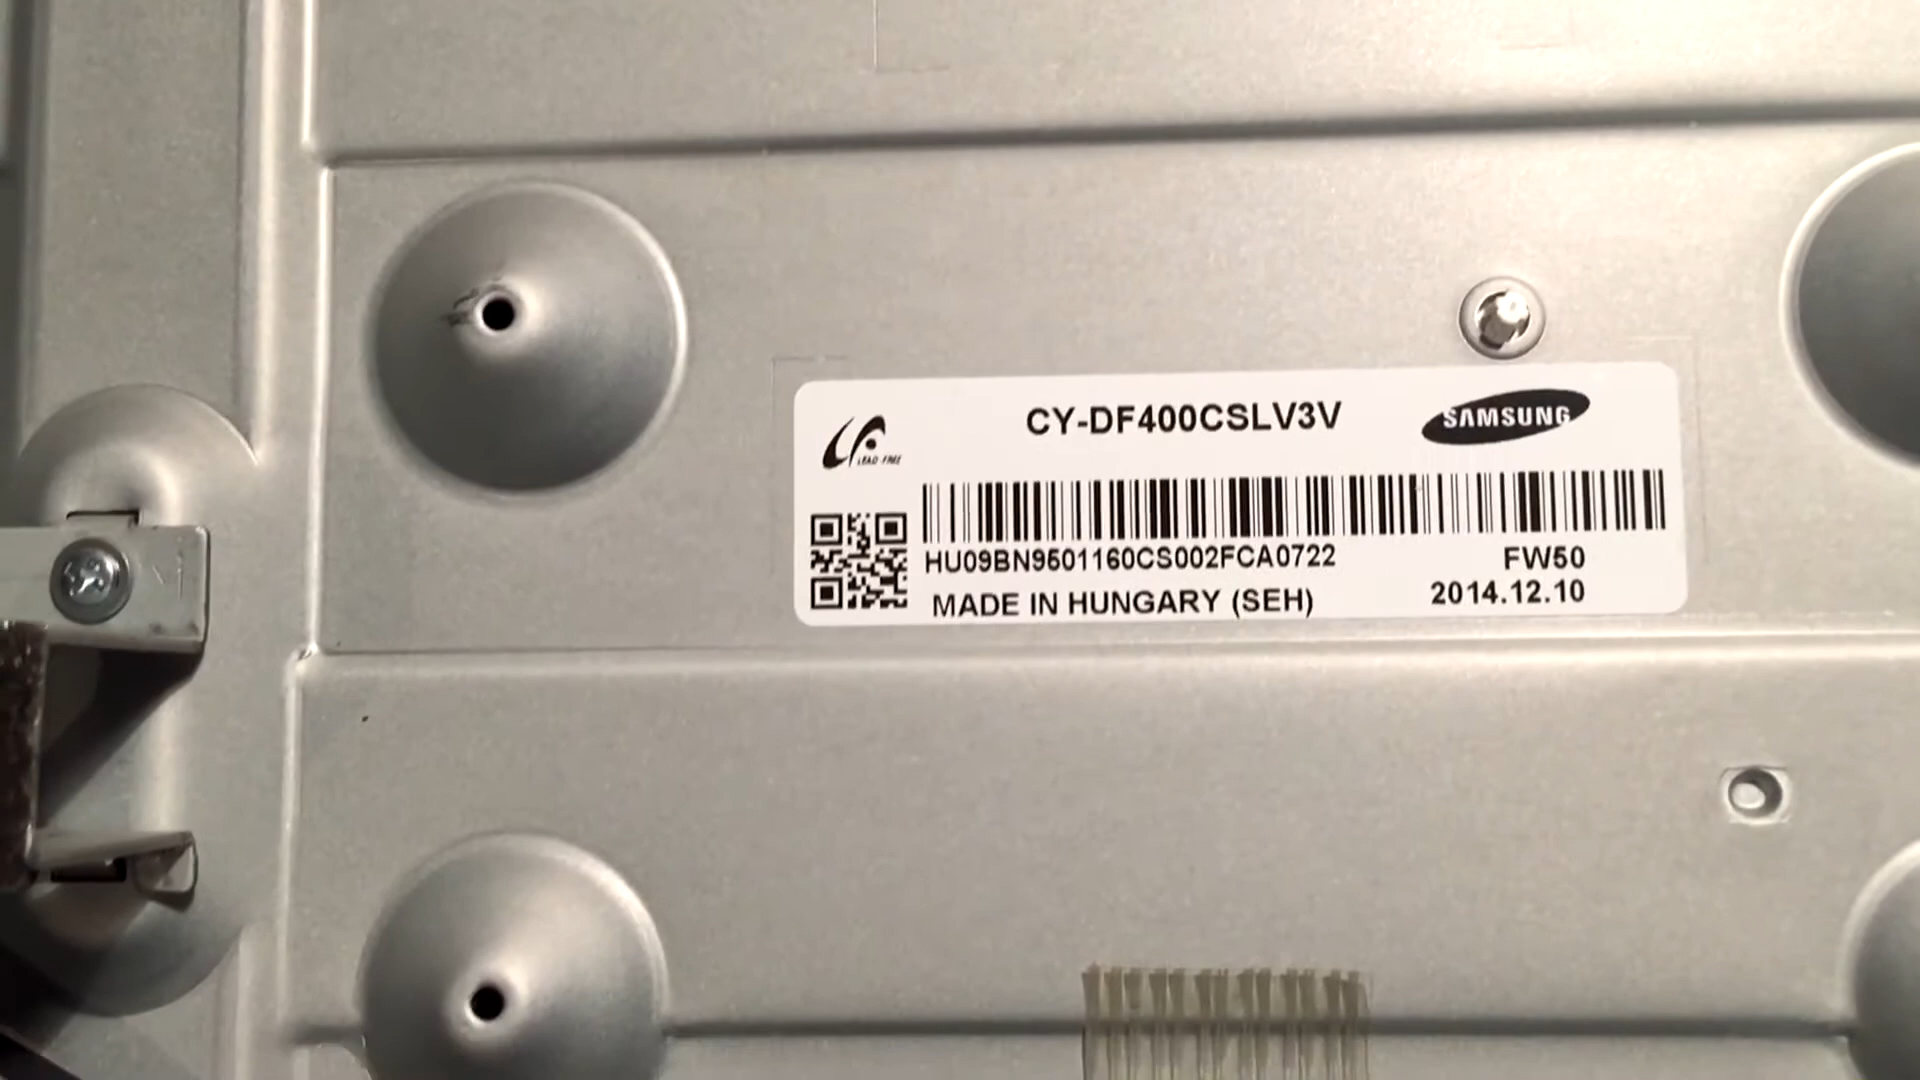 CY-DF400CSLV3V
SAMSUNG
LEAD-FREE
HU09BN9501160CS002FCA0722
FW50
MADE IN HUNGARY (SEH)
2014.12.10